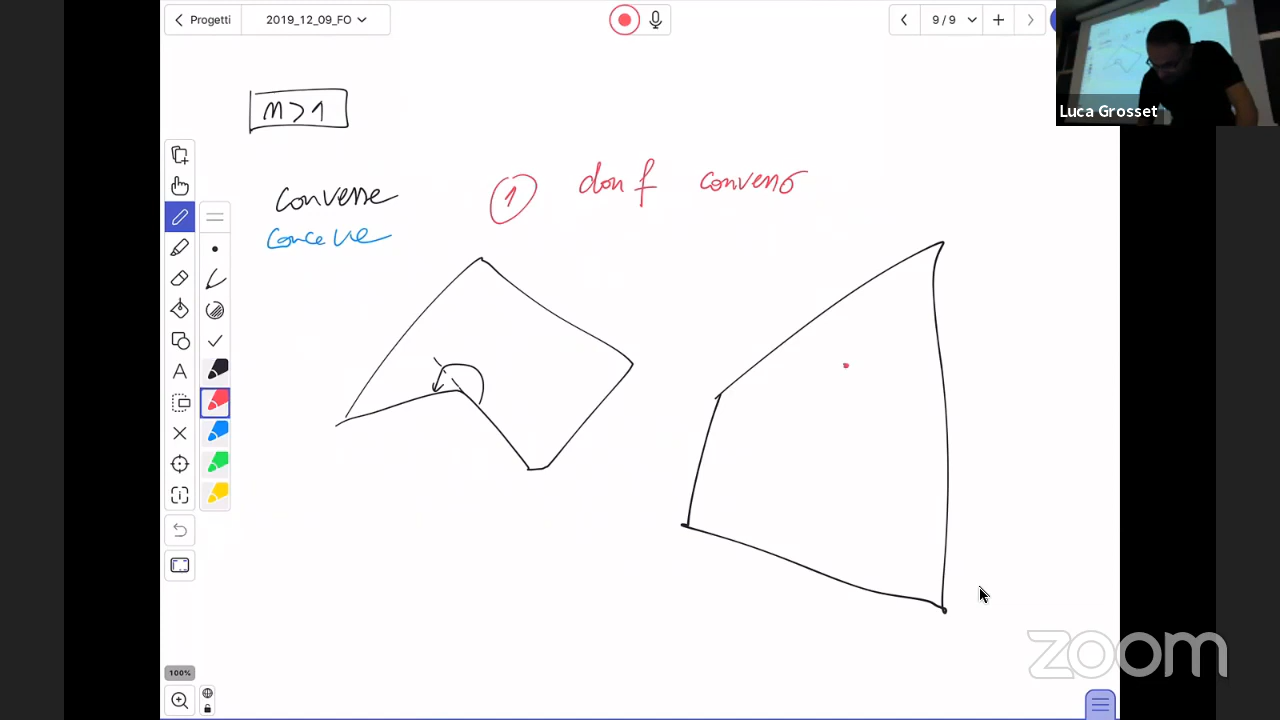 Progetti
2019_12_09_FO
9/9
Luca Grosset
n>1
① dom f convesso
convesse
concave
100%
zoom